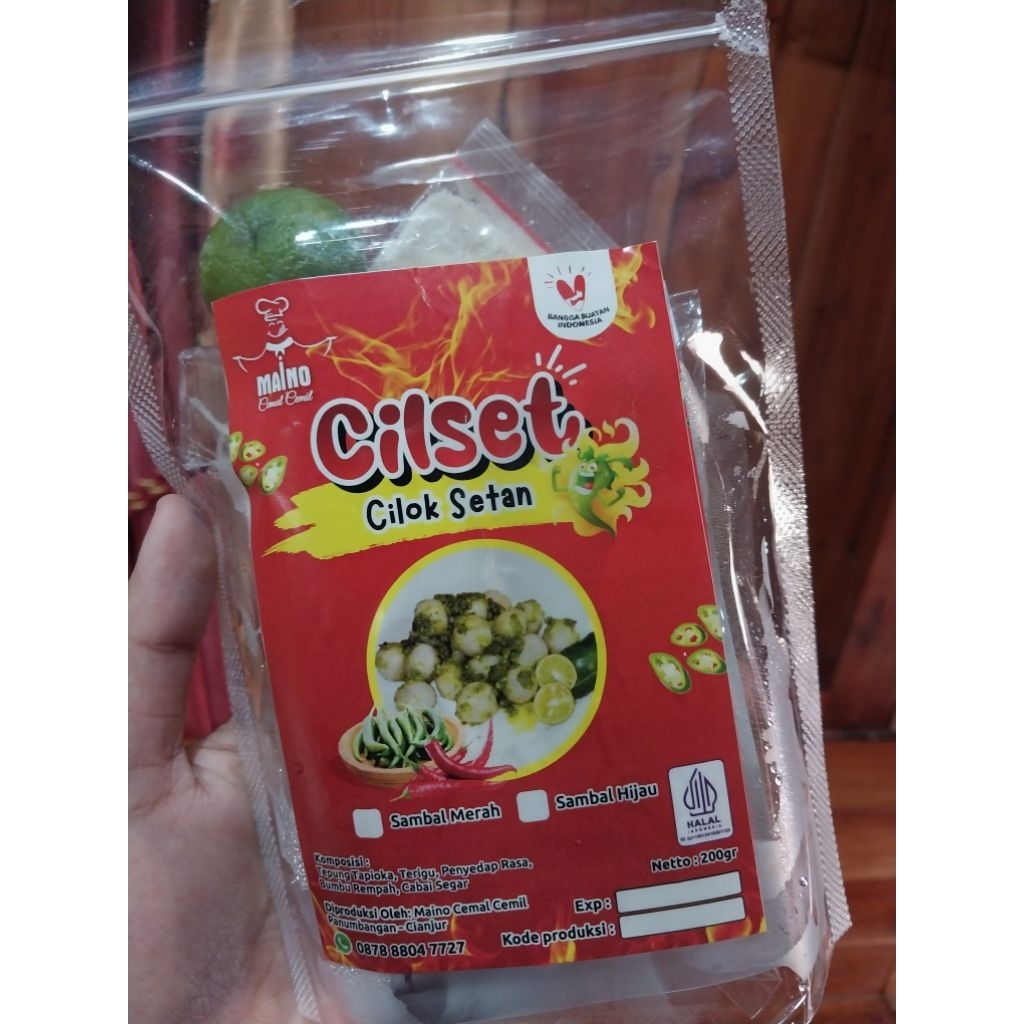 BANGGA BUATAN
INDONESIA
MAINO
Cemal Cemil
Cilset
Cilok Setan
Sambal Merah
Sambal Hijau
HALAL
INDONESIA
Komposisi :
Tepung Tapioka, Terigu, Penyedap Rasa,
Bumbu Rempah, Cabai Segar
Netto : 200gr
Diproduksi Oleh: Maino Cemal Cemil
Panumbangan - Cianjur
0878 8804 7727
Exp :
Kode produksi :